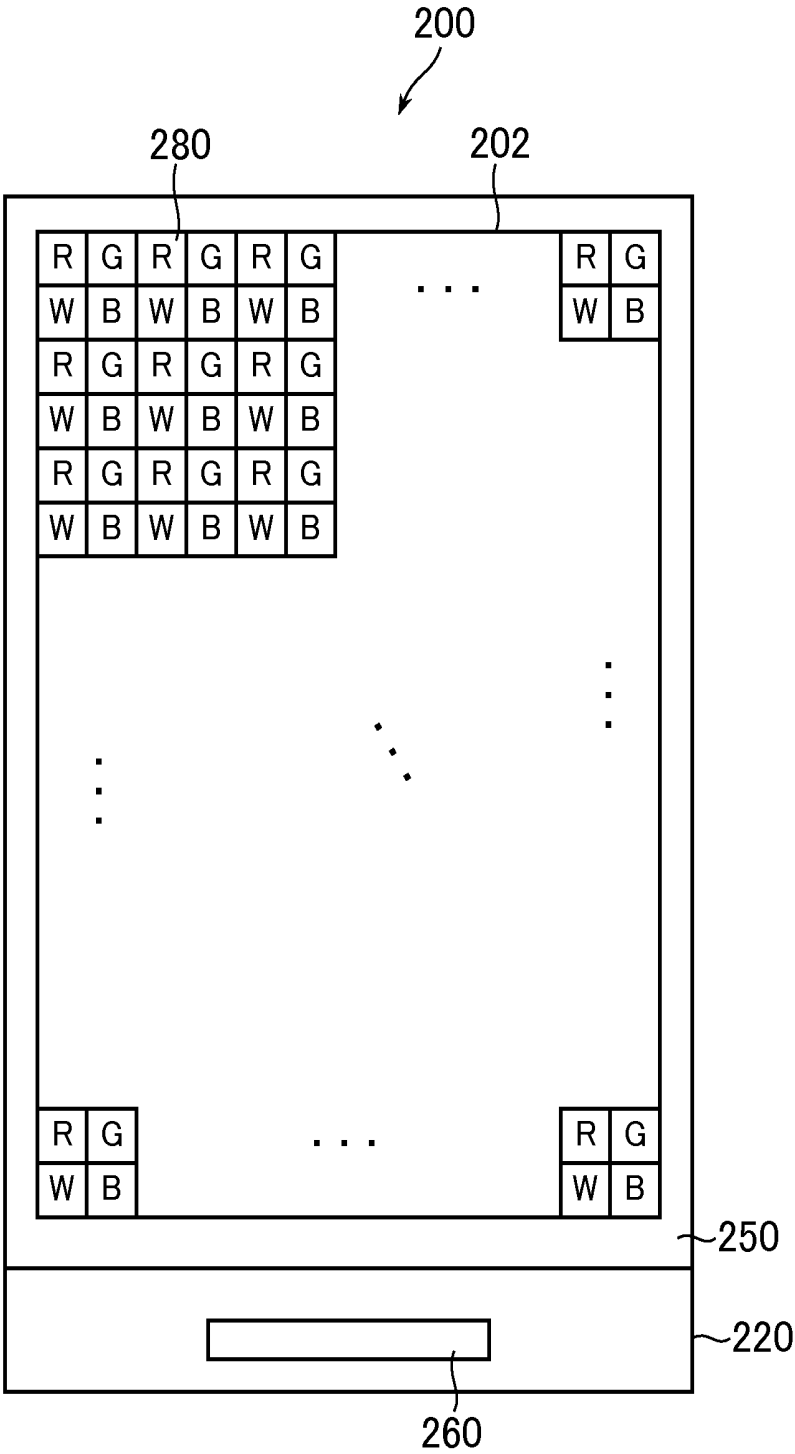 200
280 202
R G R G R G ... R G
W B W B W B W B
R G R G R G
W B W B W B
R G R G R G
W B W B W B
R G ... R G
W B W B
250
220
260